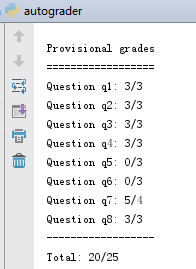 autograder
Provisional grades
==================
Question q1: 3/3
Question q2: 3/3
Question q3: 3/3
Question q4: 3/3
Question q5: 0/3
Question q6: 0/3
Question q7: 5/4
Question q8: 3/3
------------------
Total: 20/25